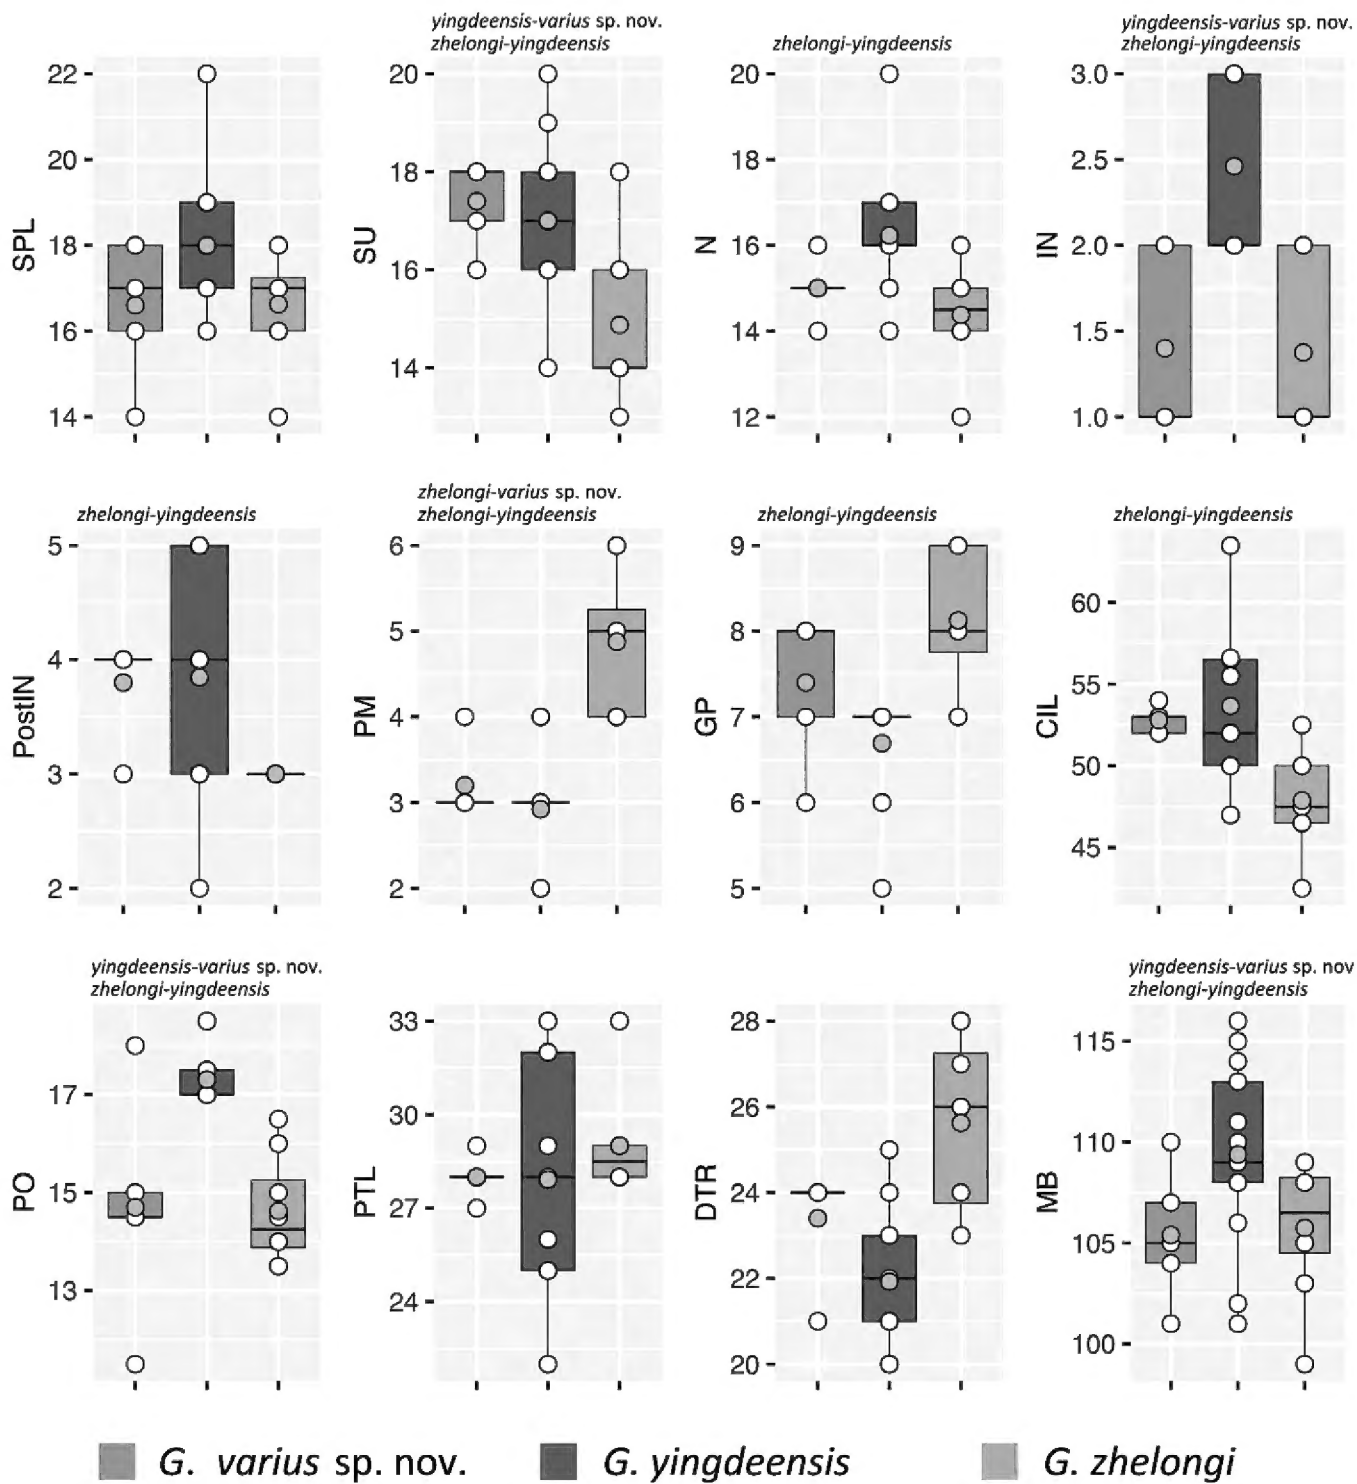 yingdeensis-varius sp. nov.
zhelongi-yingdeensis
zhelongi-yingdeensis
yingdeensis-varius sp. nov.
zhelongi-yingdeensis
SPL
22
20
18
16
14
SU
20
18
16
14
N
20
18
16
14
12
IN
3.0
2.5
2.0
1.5
1.0
zhelongi-yingdeensis
zhelongi-varius sp. nov.
zhelongi-yingdeensis
zhelongi-yingdeensis
zhelongi-yingdeensis
PostIN
5
4
3
2
PM
6
5
4
3
2
GP
9
8
7
6
5
CIL
60
55
50
45
yingdeensis-varius sp. nov.
zhelongi-yingdeensis
yingdeensis-varius sp. nov
zhelongi-yingdeensis
PO
17
15
13
PTL
33
30
27
24
DTR
28
26
24
22
20
MB
115
110
105
100
G. varius sp. nov.
G. yingdeensis
G. zhelongi